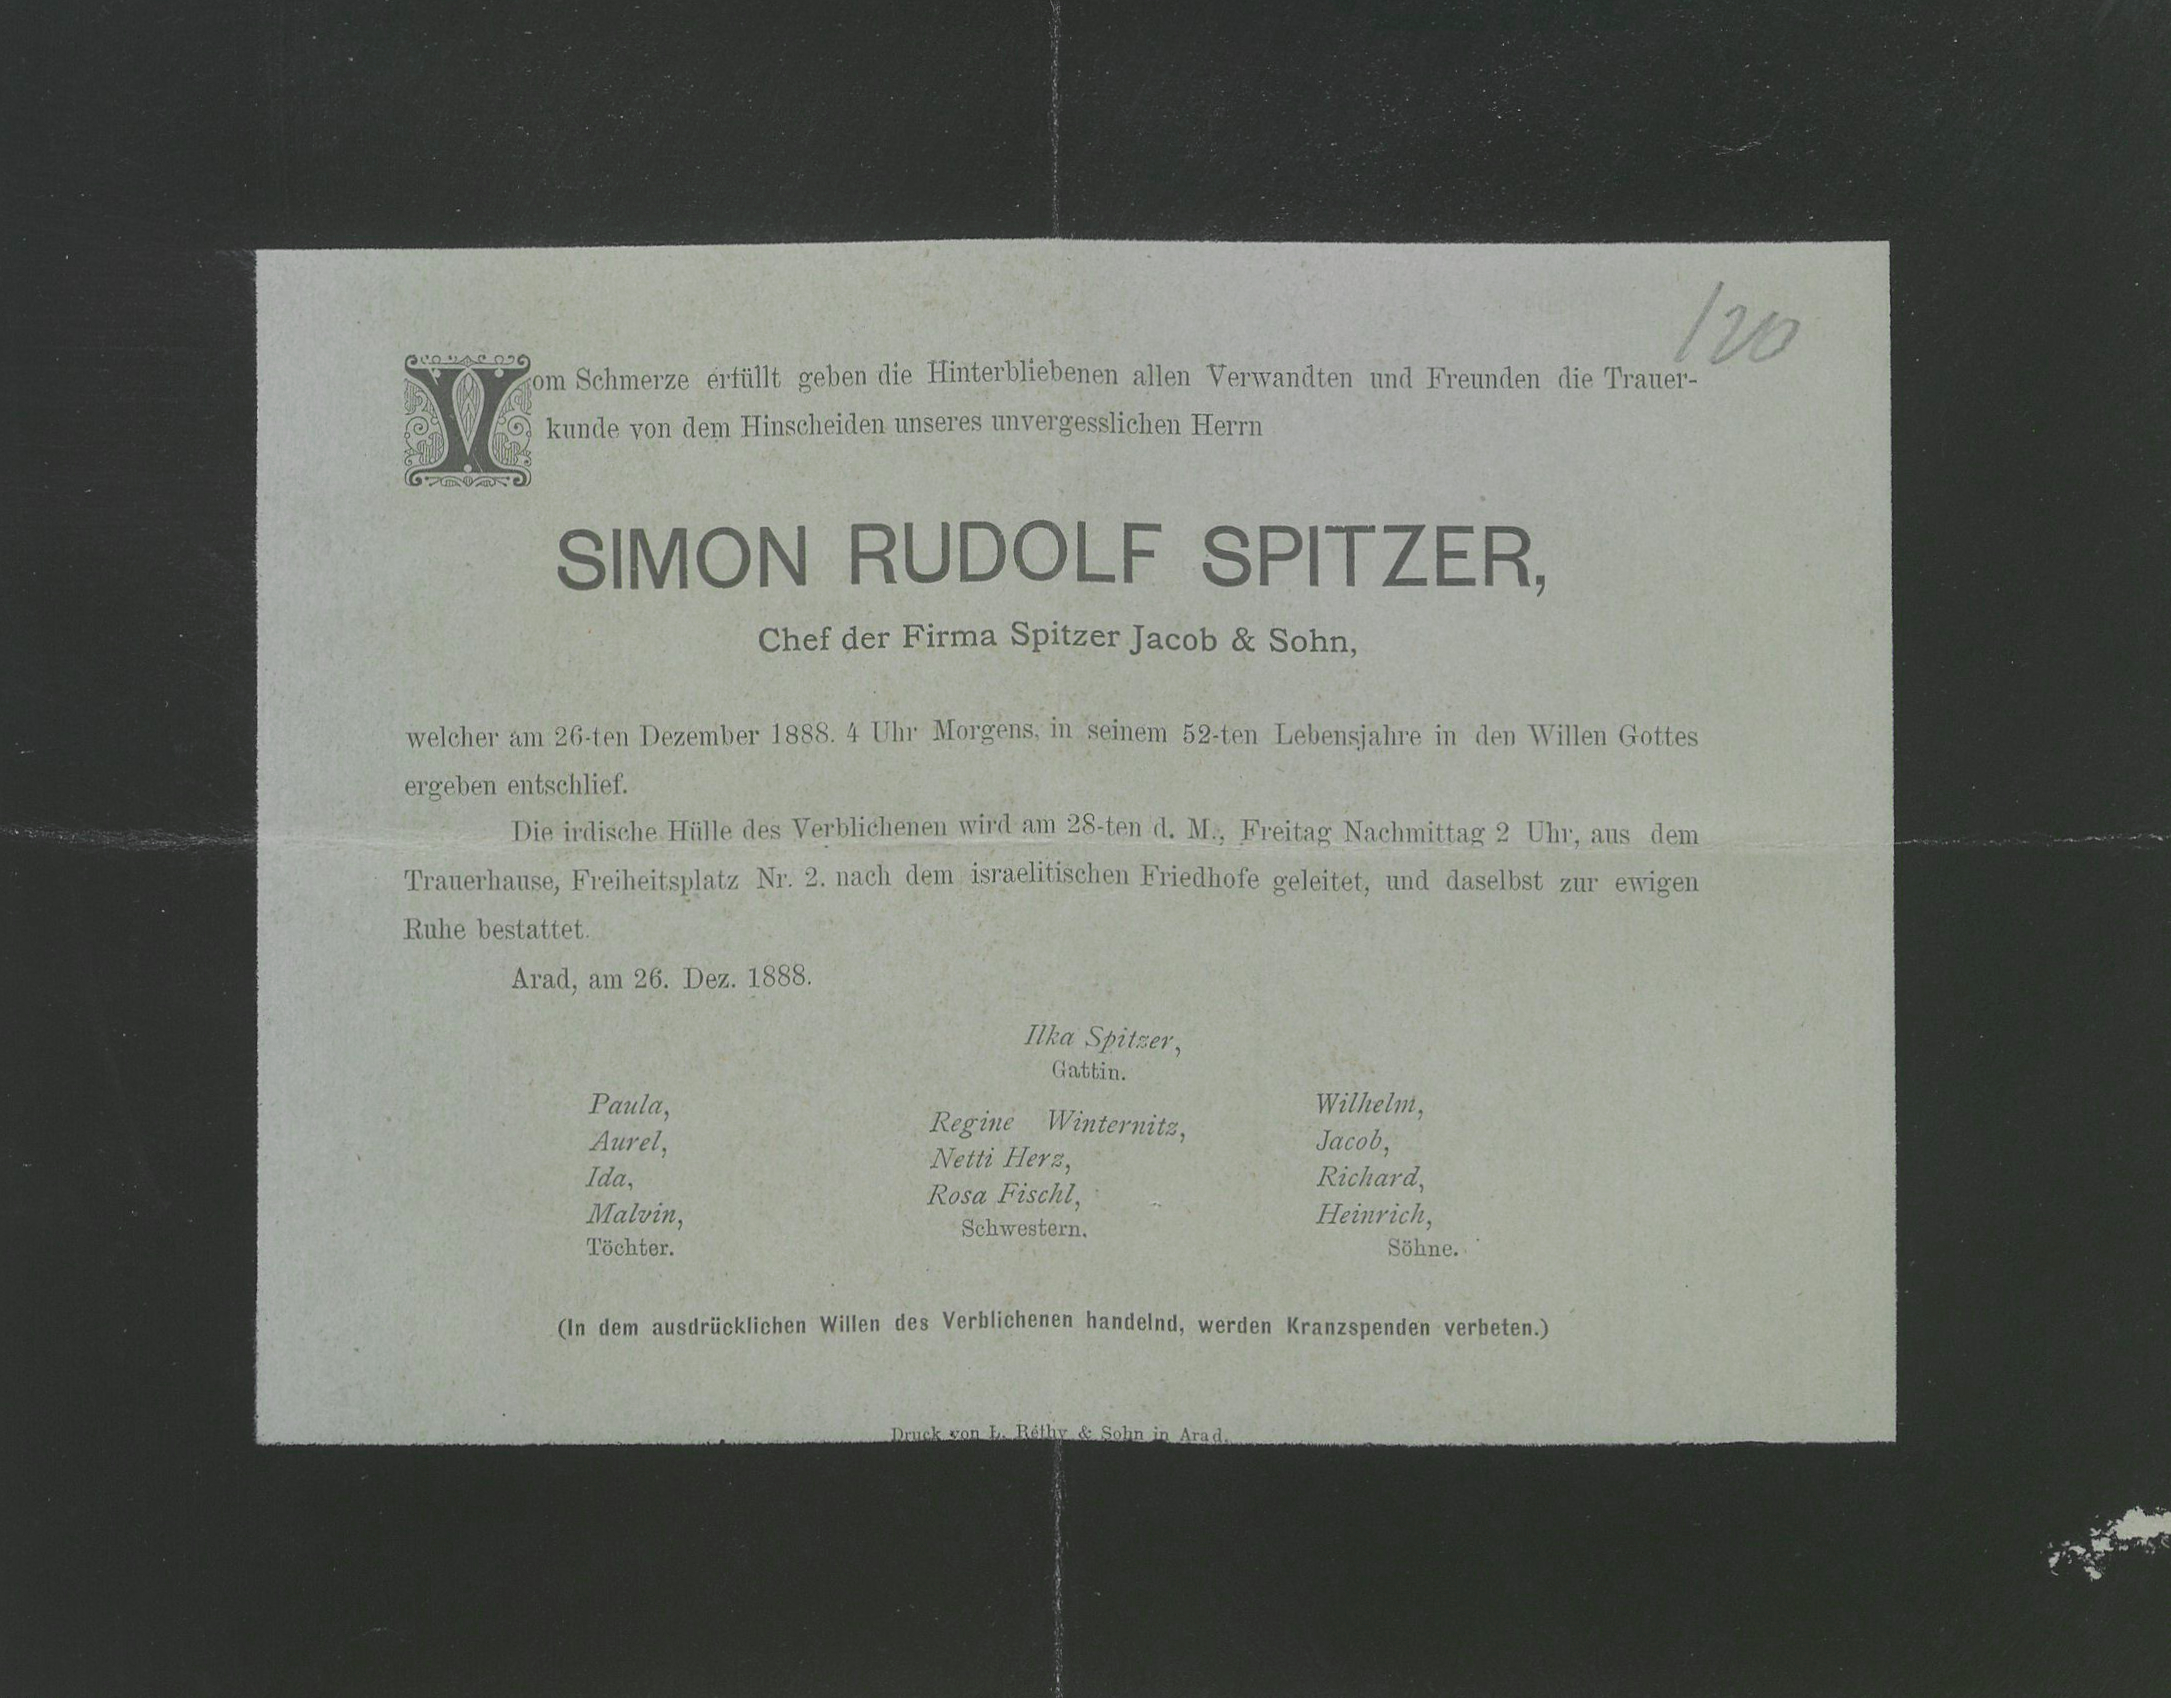 120
Vom Schmerze erfüllt geben die Hinterbliebenen allen Verwandten und Freunden die Trauer-
kunde von dem Hinscheiden unseres unvergesslichen Herrn
SIMON RUDOLF SPITZER,
Chef der Firma Spitzer Jacob & Sohn,
welcher am 26-ten Dezember 1888. 4 Uhr Morgens, in seinem 52-ten Lebensjahre in den Willen Gottes
ergeben entschlief.
Die irdische Hülle des Verblichenen wird am 28-ten d. M., Freitag Nachmittag 2 Uhr, aus dem
Trauerhause, Freiheitsplatz Nr. 2. nach dem israelitischen Friedhofe geleitet, und daselbst zur ewigen
Ruhe bestattet.
Arad, am 26. Dez. 1888.
Ilka Spitzer,
Gattin.
Paula,
Aurel,
Ida,
Malvin,
Töchter.
Regine Winternitz,
Netti Herz,
Rosa Fischl,
Schwestern.
Wilhelm,
Jacob,
Richard,
Heinrich,
Söhne.
(In dem ausdrücklichen Willen des Verblichenen handelnd, werden Kranzspenden verbeten.)
Druck von L. Réthy & Sohn in Arad.